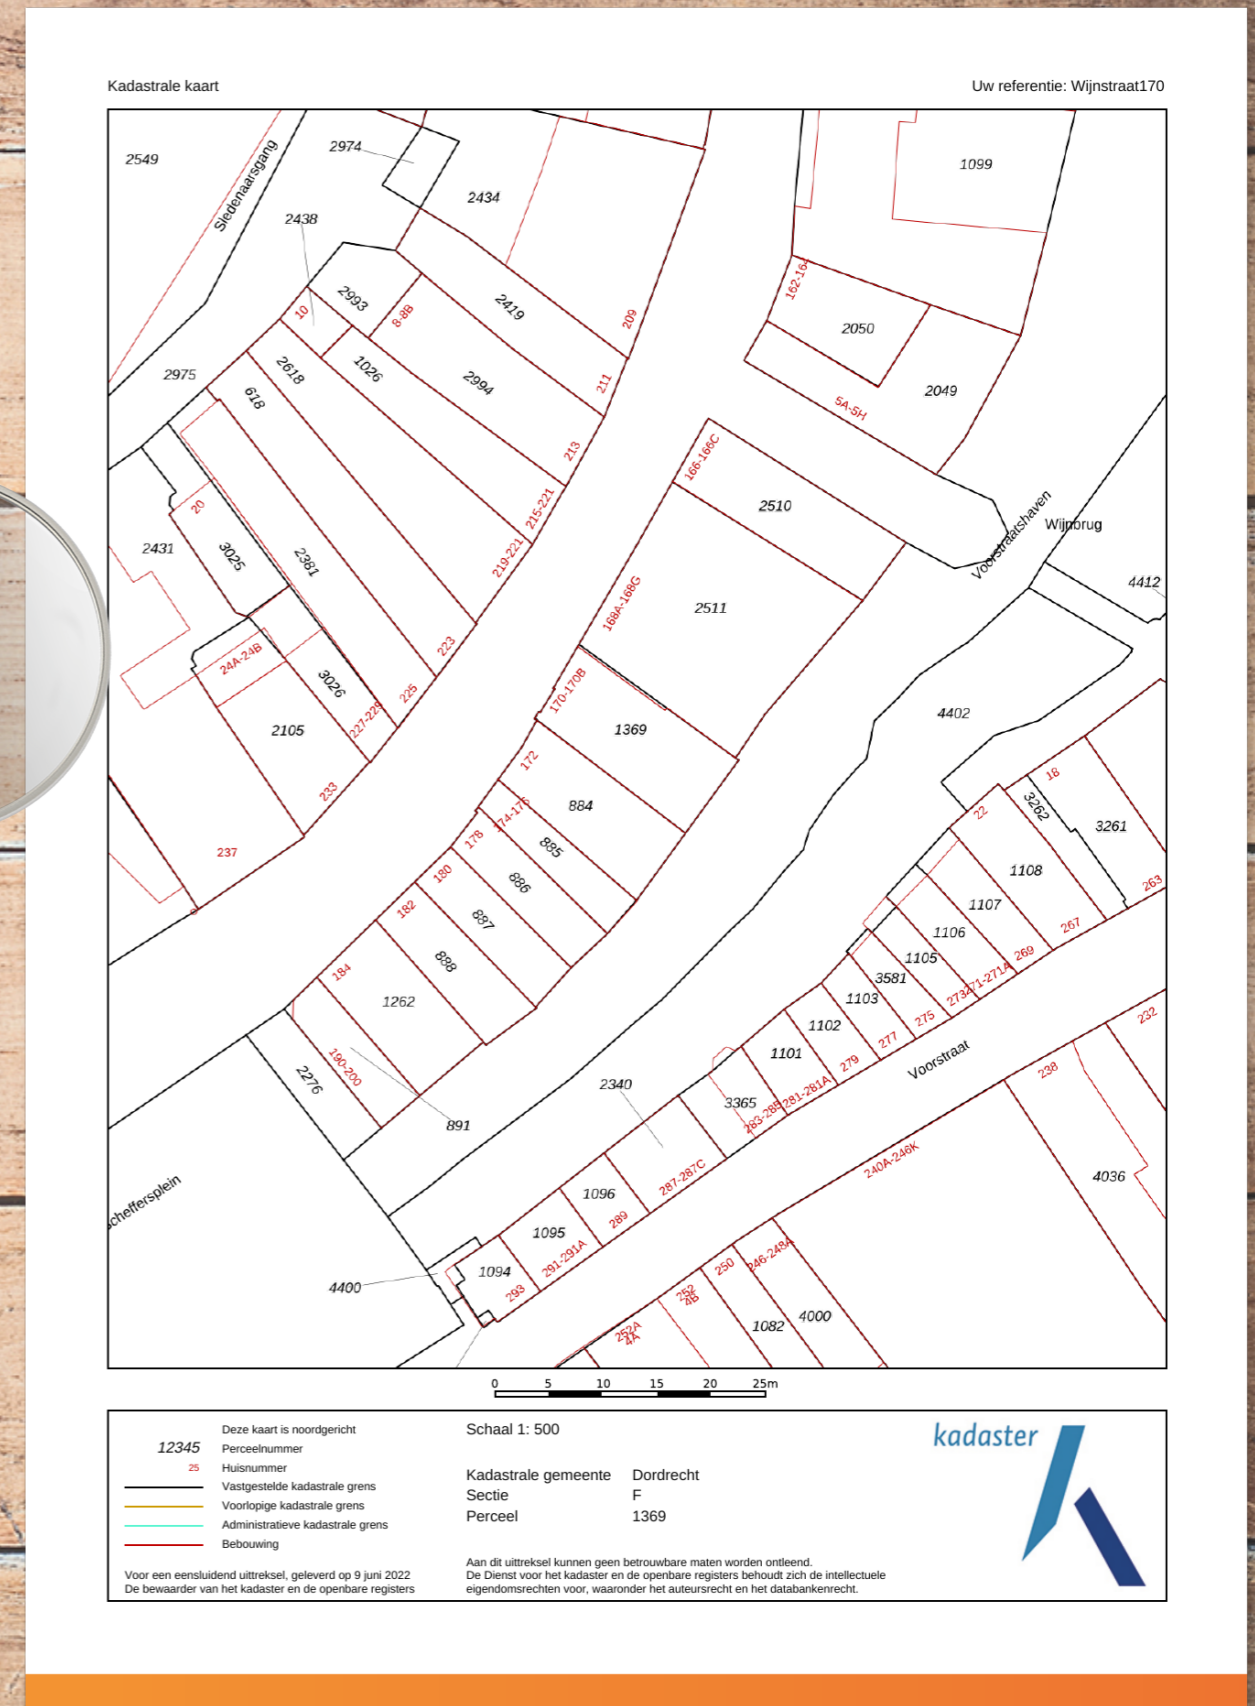 Kadastrale kaart
Uw referentie: Wijnstraat170
2549
Sledenaarsgang
2974
2434
2438
1099
162-164
2993
10
8-8B
2419
209
2050
2975
2618
1026
2994
211
2049
618
5A-5H
213
166-166C
20
215-221
2510
Voorstraatshaven
Wijnbrug
2431
3025
2381
219-221
4412
168A-168G
2511
24A-24B
223
3026
225
170-170B
227-229
2105
1369
4402
172
233
884
18
174-176
22
3262
3261
237
178
885
180
886
1108
263
182
887
1107
267
1106
269
888
1105
271-271A
184
3581
273
1262
1103
275
1102
277
232
190-200
1101
279
Voorstraat
2276
2340
281-281A
238
3365
283-285
891
240A-246K
287-287C
4036
1096
289
1095
291-291A
246-248A
1094
250
4400
293
252
4B
252A
4A
1082
4000
0 5 10 15 20 25m
Deze kaart is noordgericht
12345 Perceelnummer
25 Huisnummer
Vastgestelde kadastrale grens
Voorlopige kadastrale grens
Administratieve kadastrale grens
Bebouwing
Voor een eensluidend uittreksel, geleverd op 9 juni 2022
De bewaarder van het kadaster en de openbare registers
Schaal 1: 500
Kadastrale gemeente Dordrecht
Sectie F
Perceel 1369
Aan dit uittreksel kunnen geen betrouwbare maten worden ontleend.
De Dienst voor het kadaster en de openbare registers behoudt zich de intellectuele
eigendomsrechten voor, waaronder het auteursrecht en het databankenrecht.
kadaster